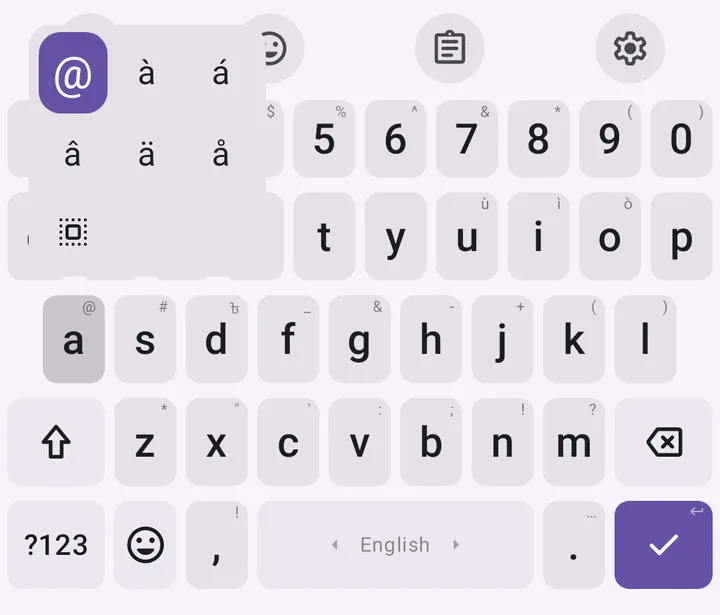 @ à á
$ % ^ & * ( )
5 6 7 8 9 0
â ä å
ù ì ò
t y u i o p
@ # ъ _ & - + ( )
a s d f g h j k l
* " ' : ; ! ?
z x c v b n m
! …
?123 , English .